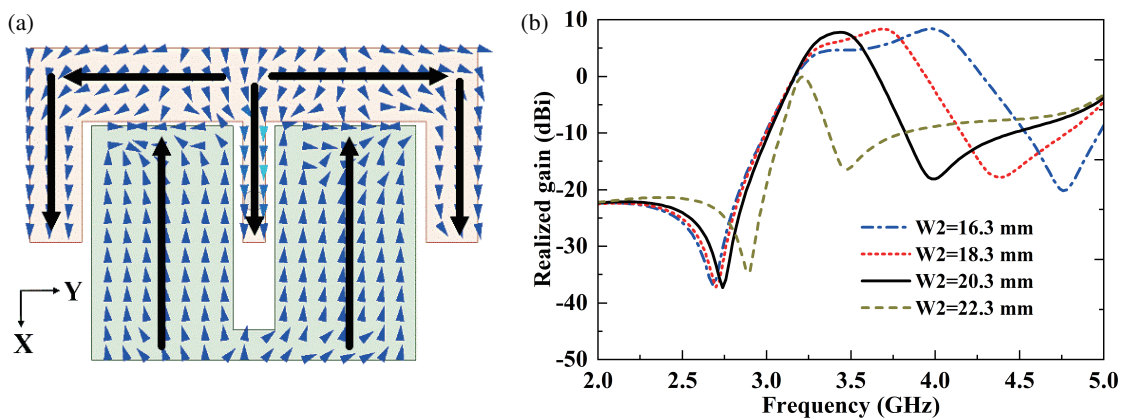 (a)
Y
X
(b)
Realized gain (dBi)
10
0
-10
-20
-30
-40
-50
W2=16.3 mm
W2=18.3 mm
W2=20.3 mm
W2=22.3 mm
2.0 2.5 3.0 3.5 4.0 4.5 5.0
Frequency (GHz)